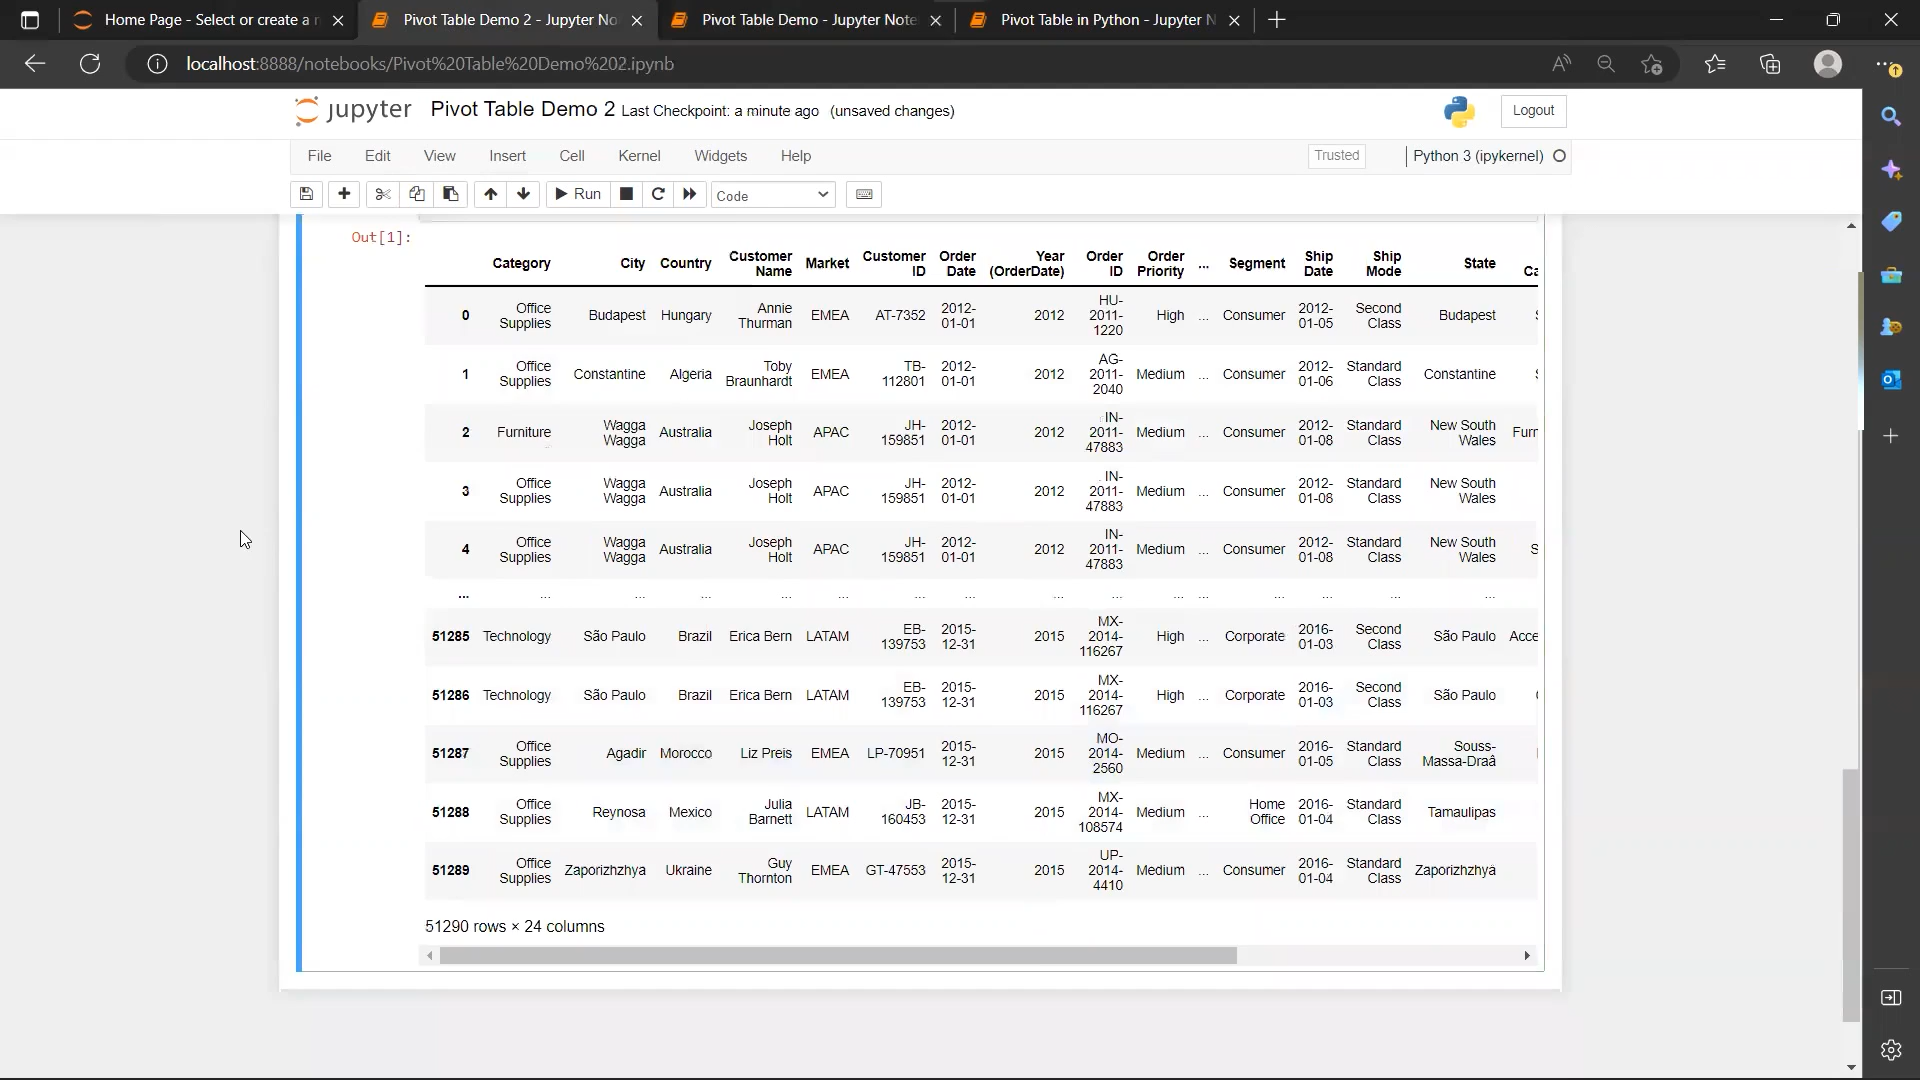 Home Page - Select or create a n
Pivot Table Demo 2 - Jupyter No
Pivot Table Demo - Jupyter Note
Pivot Table in Python - Jupyter N
localhost:8888/notebooks/Pivot%20Table%20Demo%202.ipynb
jupyter Pivot Table Demo 2 Last Checkpoint: a minute ago (unsaved changes)
Logout
File Edit View Insert Cell Kernel Widgets Help Trusted Python 3 (ipykernel)
Run Code
Out[1]:
Category City Country Customer Name Market Customer ID Order Date Year (OrderDate) Order ID Order Priority ... Segment Ship Date Ship Mode State Ca
0 Office Supplies Budapest Hungary Annie Thurman EMEA AT-7352 2012-01-01 2012 HU-2011-1220 High ... Consumer 2012-01-05 Second Class Budapest
1 Office Supplies Constantine Algeria Toby Braunhardt EMEA TB-112801 2012-01-01 2012 AG-2011-2040 Medium ... Consumer 2012-01-06 Standard Class Constantine
2 Furniture Wagga Wagga Australia Joseph Holt APAC JH-159851 2012-01-01 2012 IN-2011-47883 Medium ... Consumer 2012-01-08 Standard Class New South Wales Furn
3 Office Supplies Wagga Wagga Australia Joseph Holt APAC JH-159851 2012-01-01 2012 IN-2011-47883 Medium ... Consumer 2012-01-08 Standard Class New South Wales
4 Office Supplies Wagga Wagga Australia Joseph Holt APAC JH-159851 2012-01-01 2012 IN-2011-47883 Medium ... Consumer 2012-01-08 Standard Class New South Wales S
... ... ... ... ... ... ... ... ... ... ... ... ... ... ... ...
51285 Technology São Paulo Brazil Erica Bern LATAM EB-139753 2015-12-31 2015 MX-2014-116267 High ... Corporate 2016-01-03 Second Class São Paulo Acce
51286 Technology São Paulo Brazil Erica Bern LATAM EB-139753 2015-12-31 2015 MX-2014-116267 High ... Corporate 2016-01-03 Second Class São Paulo
51287 Office Supplies Agadir Morocco Liz Preis EMEA LP-70951 2015-12-31 2015 MO-2014-2560 Medium ... Consumer 2016-01-05 Standard Class Souss-Massa-Draâ
51288 Office Supplies Reynosa Mexico Julia Barnett LATAM JB-160453 2015-12-31 2015 MX-2014-108574 Medium ... Home Office 2016-01-04 Standard Class Tamaulipas
51289 Office Supplies Zaporizhzhya Ukraine Guy Thornton EMEA GT-47553 2015-12-31 2015 UP-2014-4410 Medium ... Consumer 2016-01-04 Standard Class Zaporizhzhya
51290 rows × 24 columns